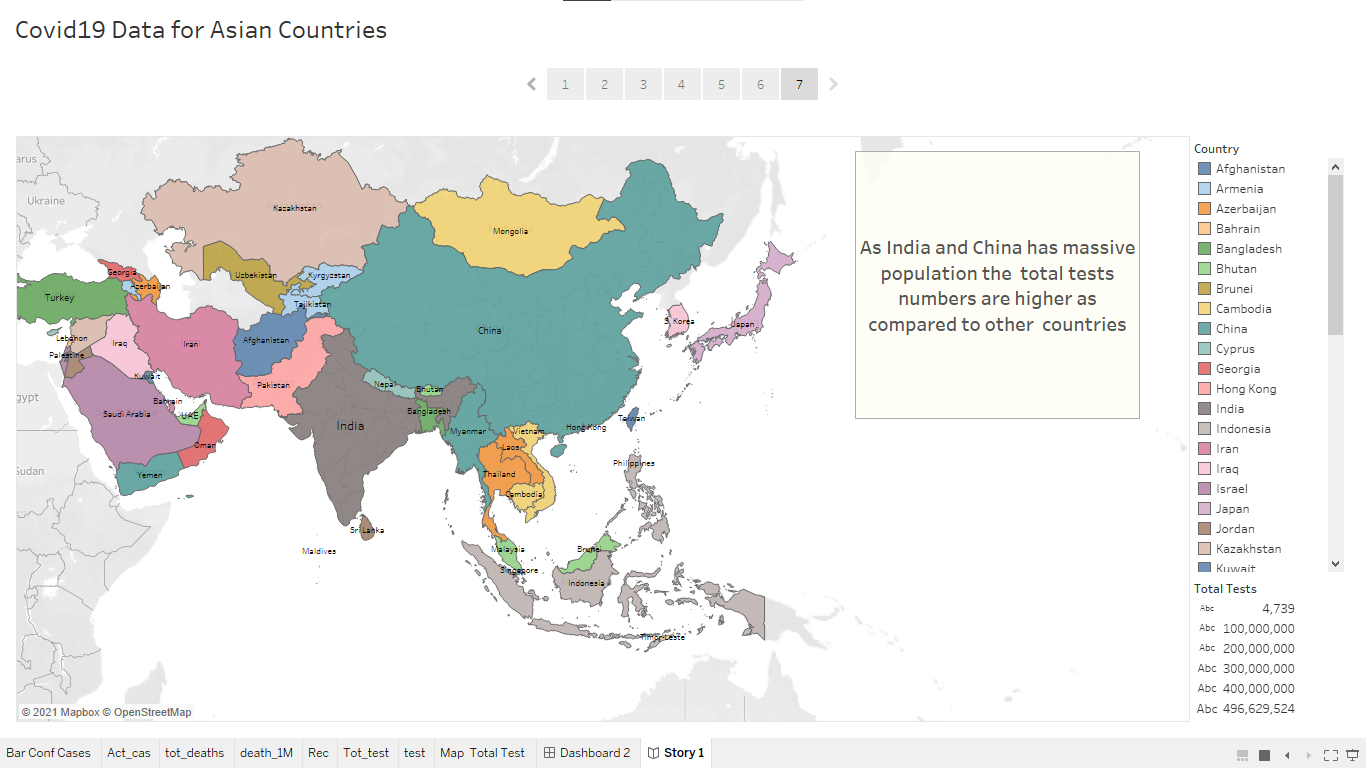 Covid19 Data for Asian Countries
1 2 3 4 5 6 7
As India and China has massive
population the total tests
numbers are higher as
compared to other countries
arus
Ukraine
Kazakhstan
Mongolia
Georgia
Azerbaijan
Uzbekistan
Kyrgyzstan
Turkey
Tajikistan
China
S. Korea
Japan
Lebanon
Iraq
Iran
Afghanistan
Palestine
Kuwait
Pakistan
Nepal
Bhutan
gypt
Bahrain
Saudi Arabia
UAE
Bangladesh
India
Myanmar
Vietnam
Hong Kong
Taiwan
Oman
Laos
Sudan
Yemen
Thailand
Philippines
Cambodia
Sri Lanka
Maldives
Malaysia
Brunei
Singapore
Indonesia
Timor-Leste
© 2021 Mapbox © OpenStreetMap
Country
Afghanistan
Armenia
Azerbaijan
Bahrain
Bangladesh
Bhutan
Brunei
Cambodia
China
Cyprus
Georgia
Hong Kong
India
Indonesia
Iran
Iraq
Israel
Japan
Jordan
Kazakhstan
Kuwait
Total Tests
Abc 4,739
Abc 100,000,000
Abc 200,000,000
Abc 300,000,000
Abc 400,000,000
Abc 496,629,524
Bar Conf Cases Act_cas tot_deaths death_1M Rec Tot_test test Map Total Test Dashboard 2 Story 1